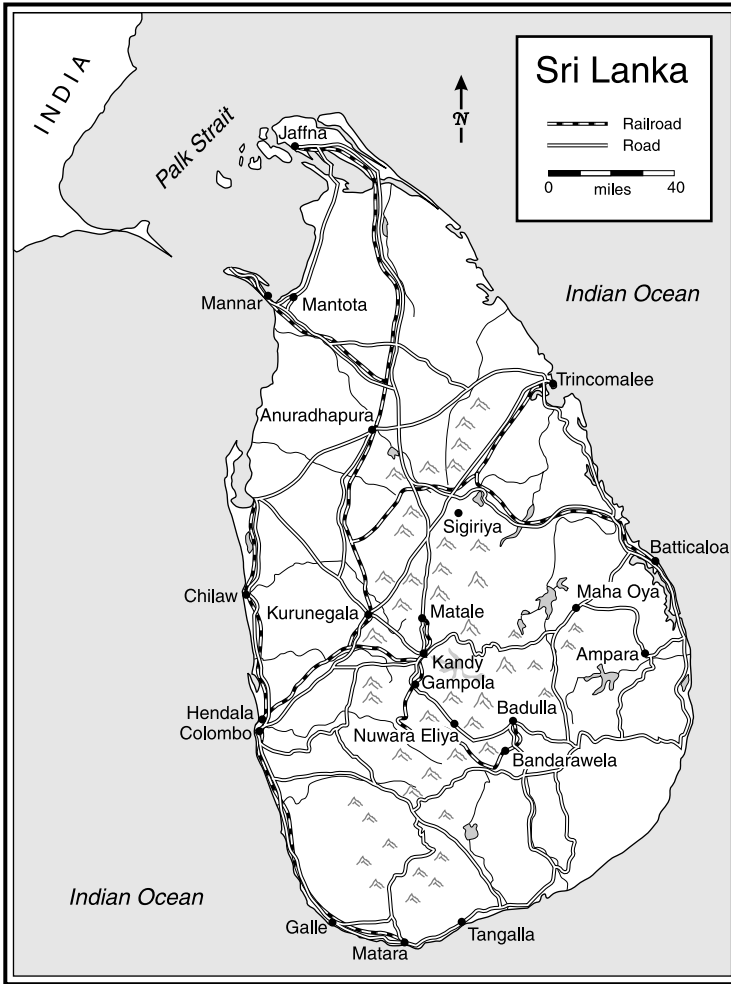 INDIA
Palk Strait
N
Sri Lanka
Railroad
Road
0 miles 40
Jaffna
Mannar
Mantota
Indian Ocean
Trincomalee
Anuradhapura
Sigiriya
Batticaloa
Chilaw
Kurunegala
Matale
Maha Oya
Kandy
Ampara
Gampola
Hendala
Badulla
Colombo
Nuwara Eliya
Bandarawela
Indian Ocean
Galle
Tangalla
Matara